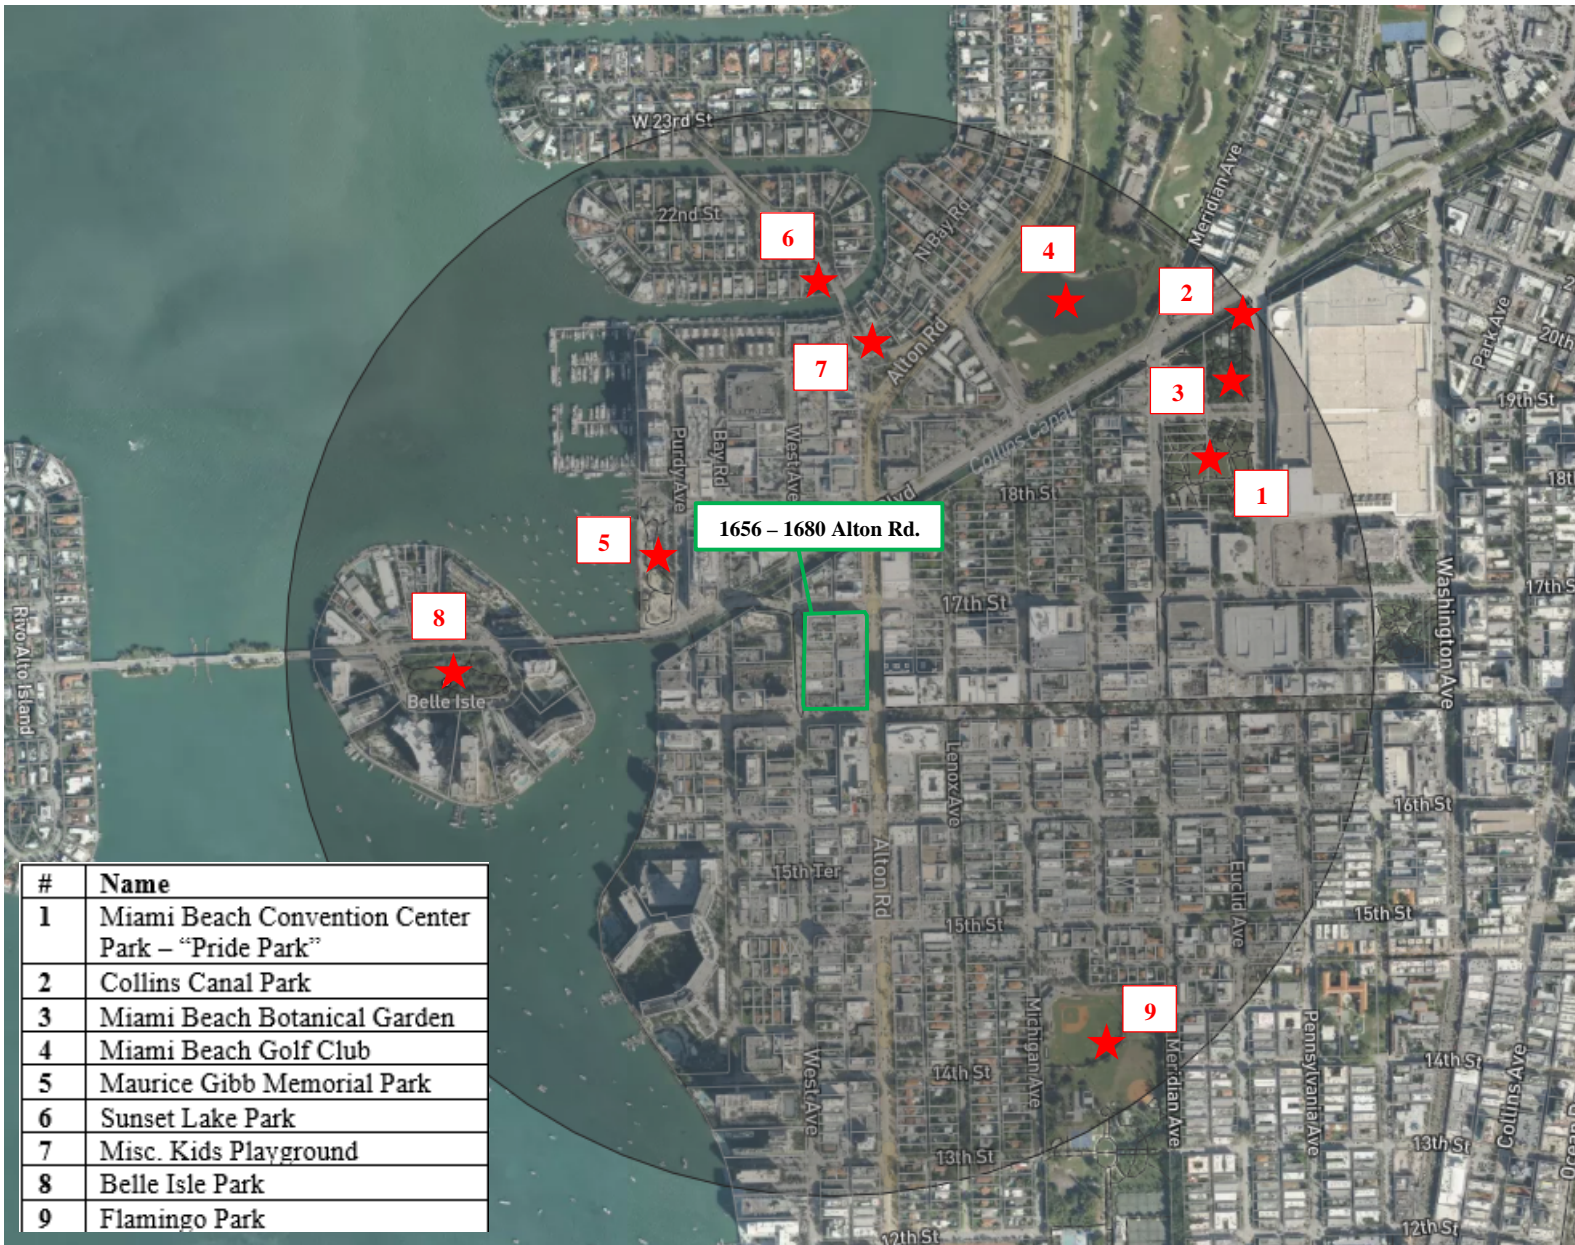 W 23rd St
Meridian Ave
22nd St
N Bay Rd
6
4
2
Park Ave
20th
7
Alton Rd
3
19th St
Purdy Ave
Bay Rd
West Ave
Collins Canal
18th St
1
Blvd
1656 – 1680 Alton Rd.
5
17th St
17th S
Washington Ave
8
Rivo Alto Island
Belle Isle
Lenox Ave
16th St
15th Ter
Alton Rd
Euclid Ave
15th St
15th St
9
Michigan Ave
Meridian Ave
Pennsylvania Ave
14th St
14th St
Collins Ave
West Ave
13th St
13th St
12th St
12th St
# Name
1 Miami Beach Convention Center
Park – “Pride Park”
2 Collins Canal Park
3 Miami Beach Botanical Garden
4 Miami Beach Golf Club
5 Maurice Gibb Memorial Park
6 Sunset Lake Park
7 Misc. Kids Playground
8 Belle Isle Park
9 Flamingo Park